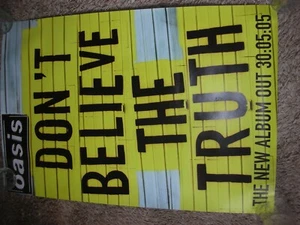 oasis
DON'T
BELIEVE
THE
TRUTH
THE NEW ALBUM OUT 30:05:05